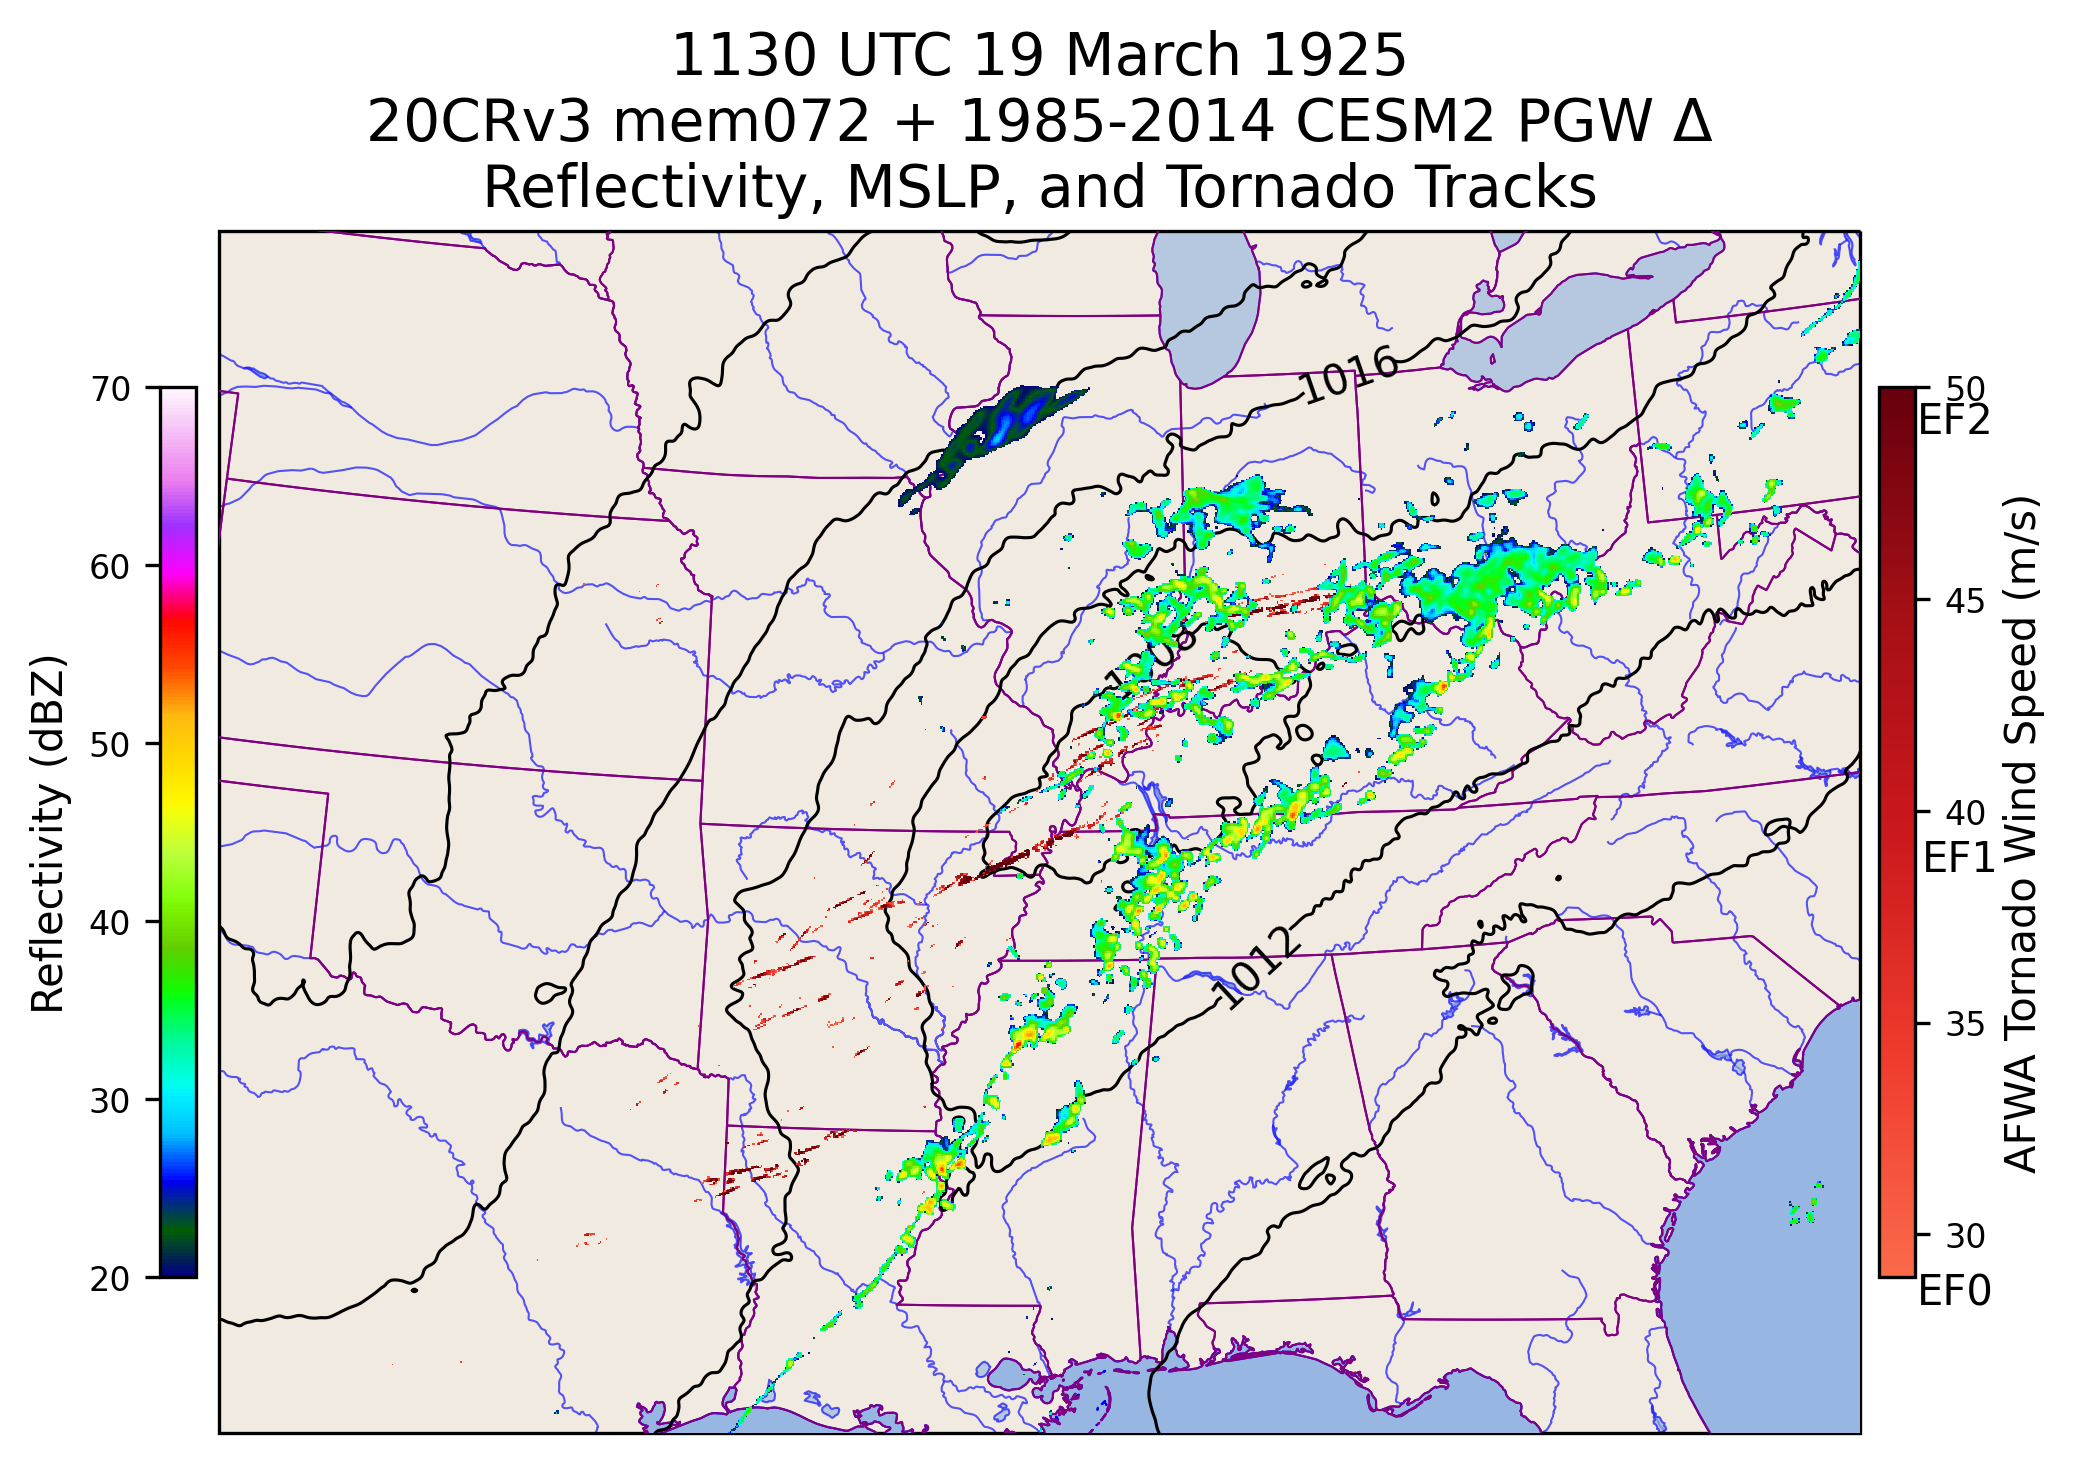 1130 UTC 19 March 1925
20CRv3 mem072 + 1985-2014 CESM2 PGW Δ
Reflectivity, MSLP, and Tornado Tracks
70
60
50
40
30
20
Reflectivity (dBZ)
1016
1012
50
EF2
45
40
EF1
35
30
EF0
AFWA Tornado Wind Speed (m/s)